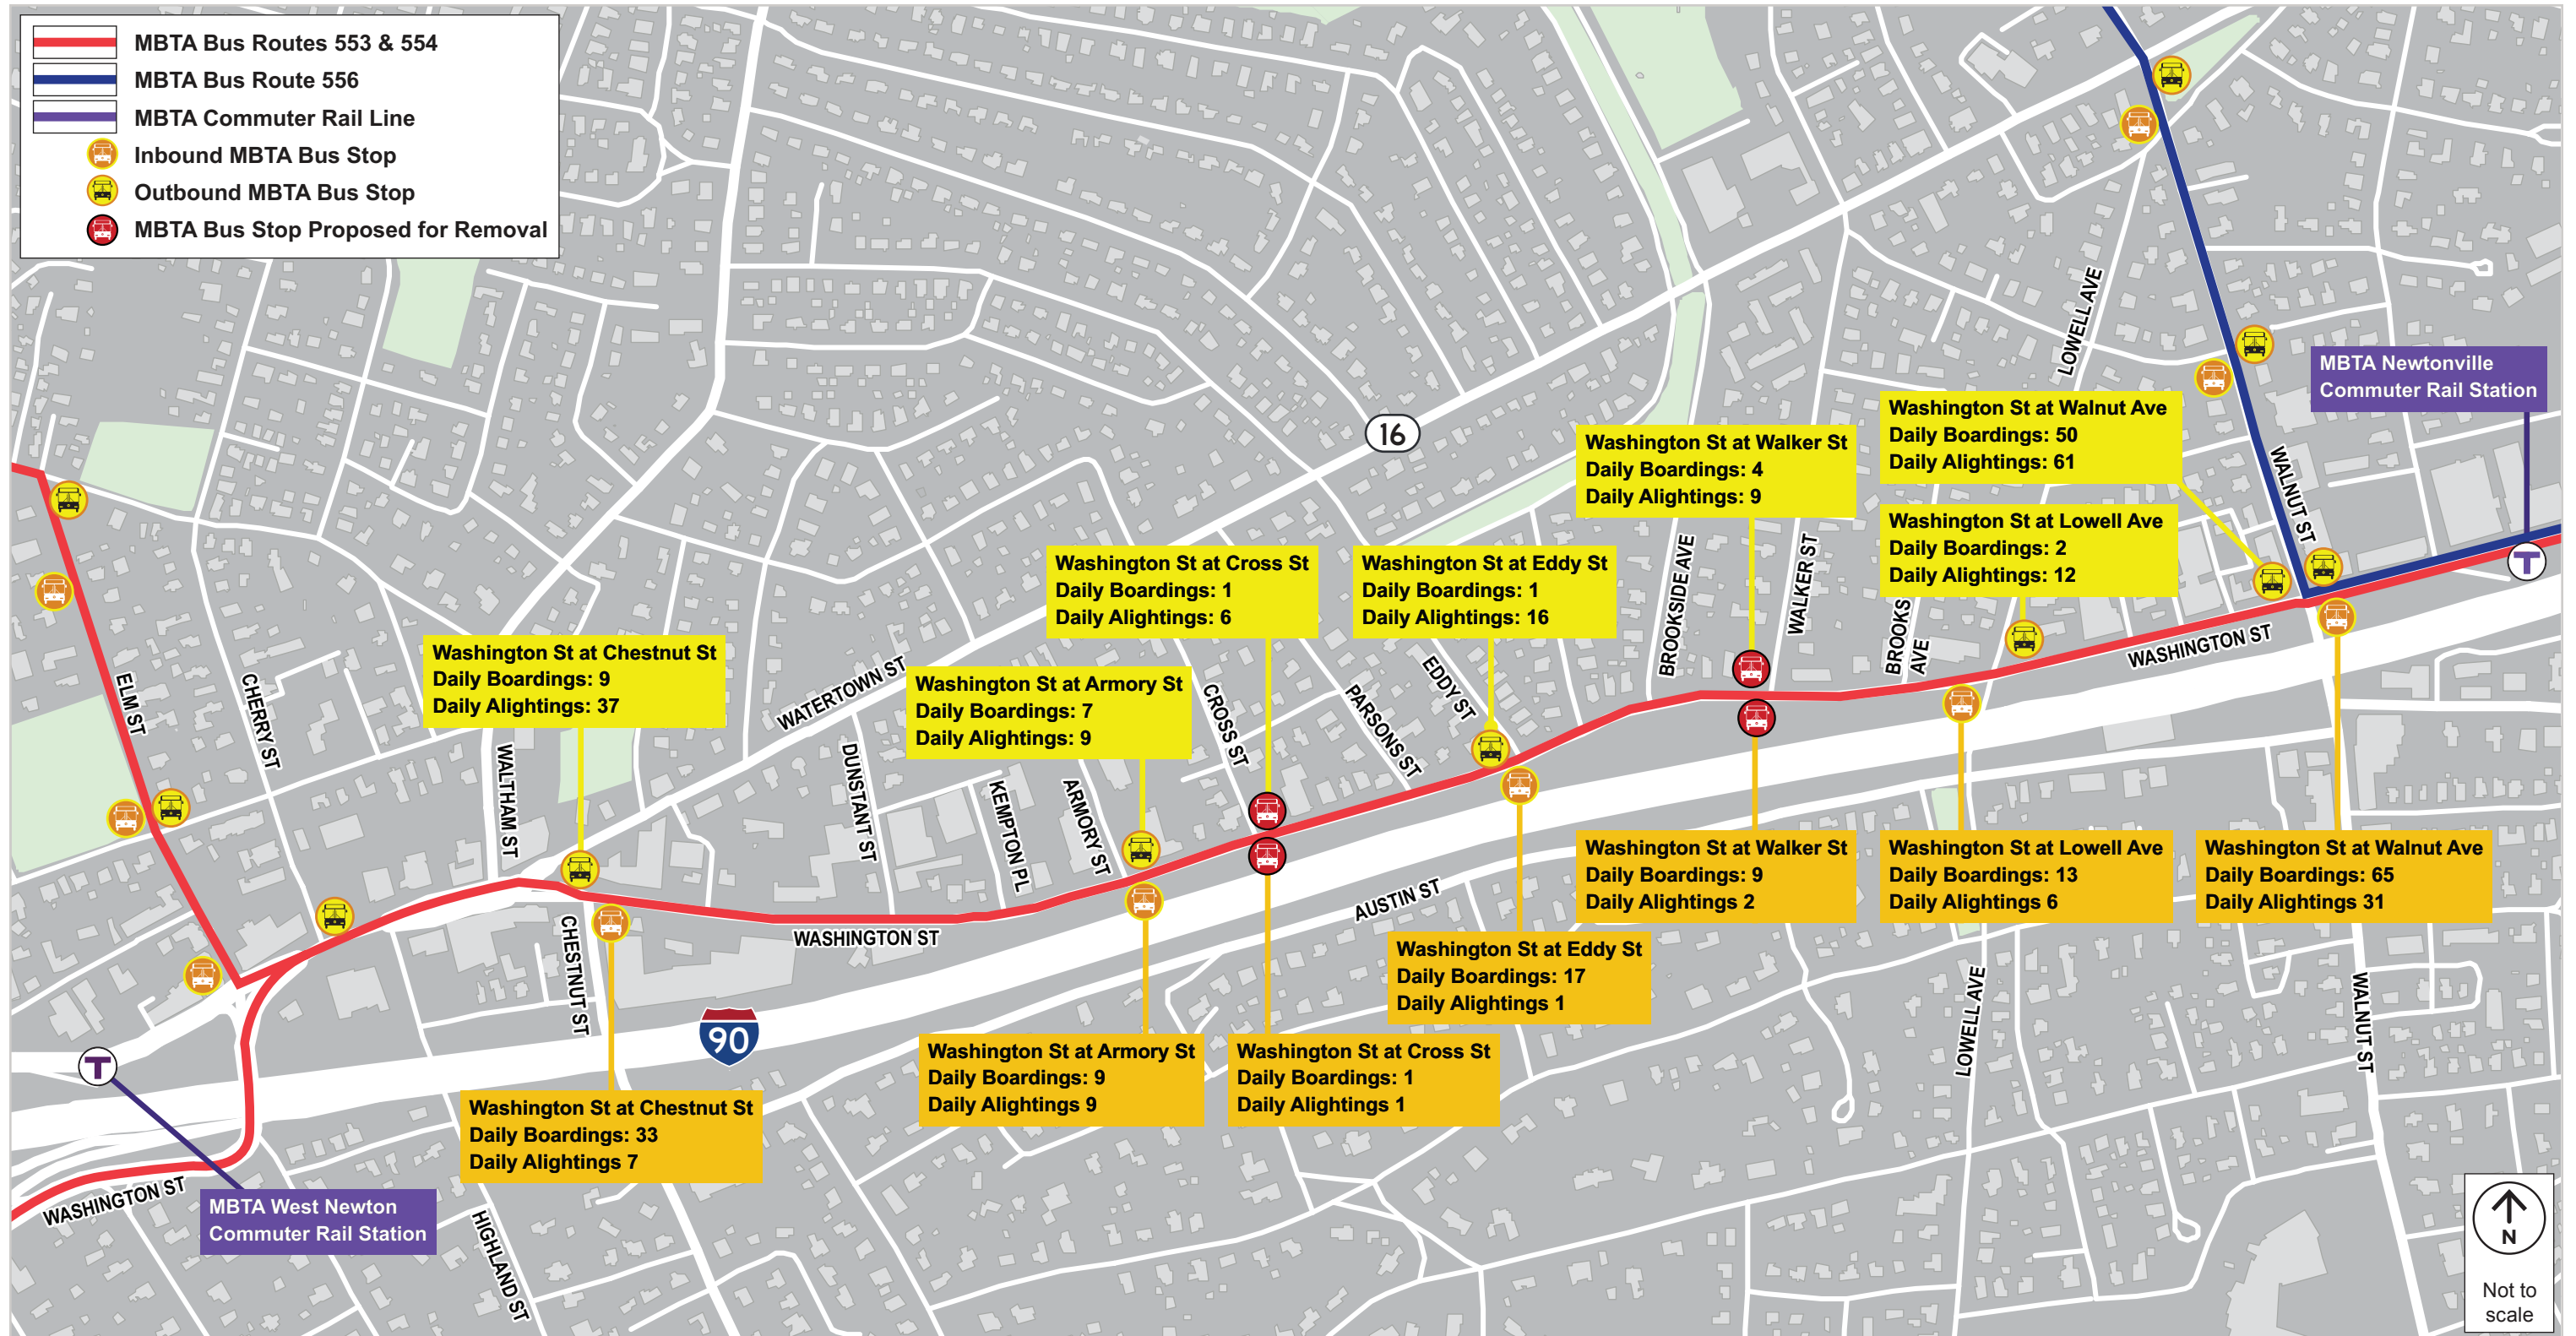 MBTA Bus Routes 553 & 554
MBTA Bus Route 556
MBTA Commuter Rail Line
Inbound MBTA Bus Stop
Outbound MBTA Bus Stop
MBTA Bus Stop Proposed for Removal
16
LOWELL AVE
MBTA Newtonville
Commuter Rail Station
Washington St at Walnut Ave
Daily Boardings: 50
Daily Alightings: 61
Washington St at Walker St
Daily Boardings: 4
Daily Alightings: 9
WALNUT ST
Washington St at Lowell Ave
Daily Boardings: 2
Daily Alightings: 12
T
Washington St at Cross St
Daily Boardings: 1
Daily Alightings: 6
Washington St at Eddy St
Daily Boardings: 1
Daily Alightings: 16
BROOKSIDE AVE
WALKER ST
BROOKS
AVE
WASHINGTON ST
Washington St at Chestnut St
Daily Boardings: 9
Daily Alightings: 37
WATERTOWN ST
Washington St at Armory St
Daily Boardings: 7
Daily Alightings: 9
ELM ST
CHERRY ST
WALTHAM ST
DUNSTANT ST
KEMPTON PL
ARMORY ST
CROSS ST
PARSONS ST
EDDY ST
CHESTNUT ST
WASHINGTON ST
AUSTIN ST
Washington St at Walker St
Daily Boardings: 9
Daily Alightings 2
Washington St at Lowell Ave
Daily Boardings: 13
Daily Alightings 6
Washington St at Walnut Ave
Daily Boardings: 65
Daily Alightings 31
Washington St at Eddy St
Daily Boardings: 17
Daily Alightings 1
90
T
LOWELL AVE
WALNUT ST
Washington St at Armory St
Daily Boardings: 9
Daily Alightings 9
Washington St at Cross St
Daily Boardings: 1
Daily Alightings 1
Washington St at Chestnut St
Daily Boardings: 33
Daily Alightings 7
WASHINGTON ST
MBTA West Newton
Commuter Rail Station
HIGHLAND ST
N
Not to
scale